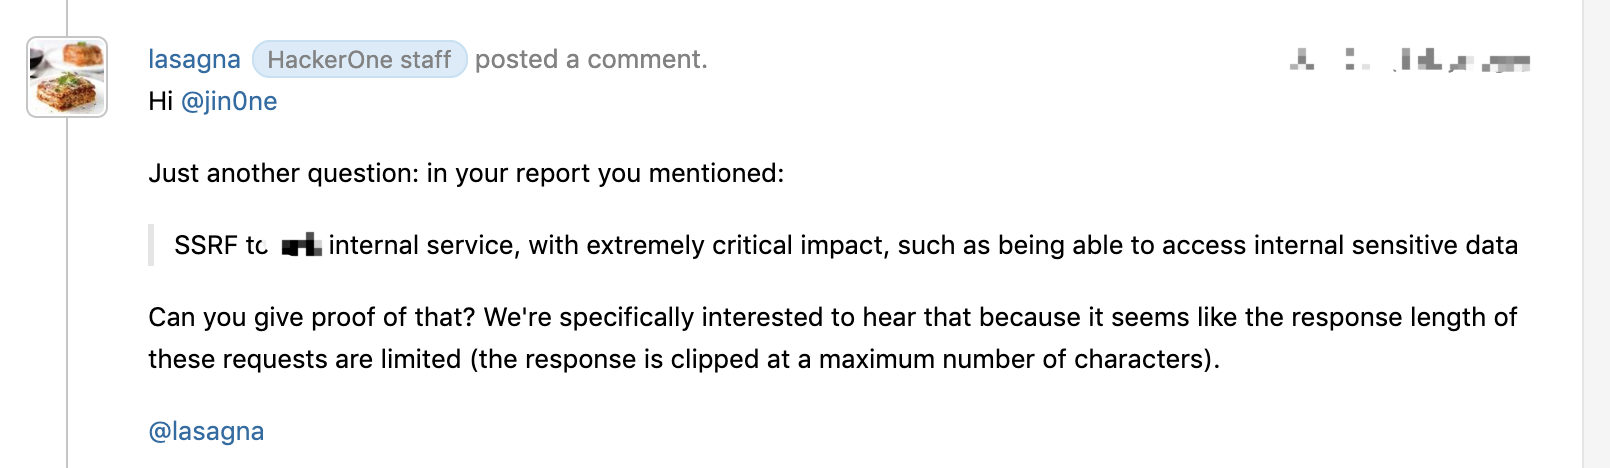 lasagna HackerOne staff posted a comment.
Hi @jin0ne
Just another question: in your report you mentioned:
SSRF to internal service, with extremely critical impact, such as being able to access internal sensitive data
Can you give proof of that? We're specifically interested to hear that because it seems like the response length of
these requests are limited (the response is clipped at a maximum number of characters).
@lasagna